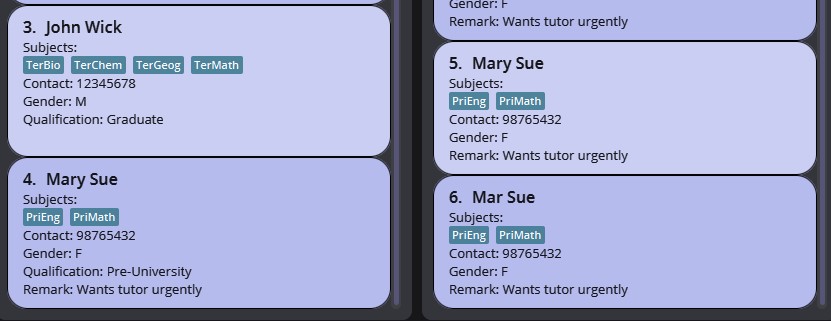 3. John Wick
Subjects:
TerBio TerChem TerGeog TerMath
Contact: 12345678
Gender: M
Qualification: Graduate
4. Mary Sue
Subjects:
PriEng PriMath
Contact: 98765432
Gender: F
Qualification: Pre-University
Remark: Wants tutor urgently
Gender: F
Remark: Wants tutor urgently
5. Mary Sue
Subjects:
PriEng PriMath
Contact: 98765432
Gender: F
Remark: Wants tutor urgently
6. Mar Sue
Subjects:
PriEng PriMath
Contact: 98765432
Gender: F
Remark: Wants tutor urgently